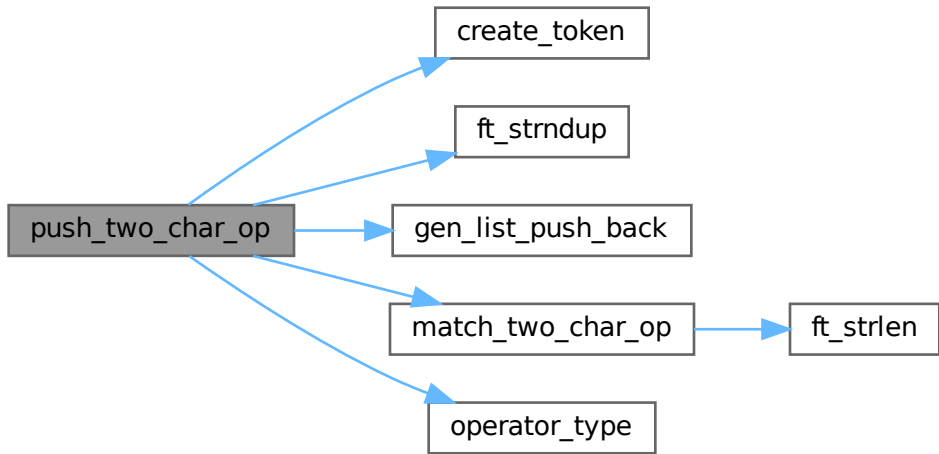 create_token
ft_strndup
push_two_char_op
gen_list_push_back
match_two_char_op
ft_strlen
operator_type